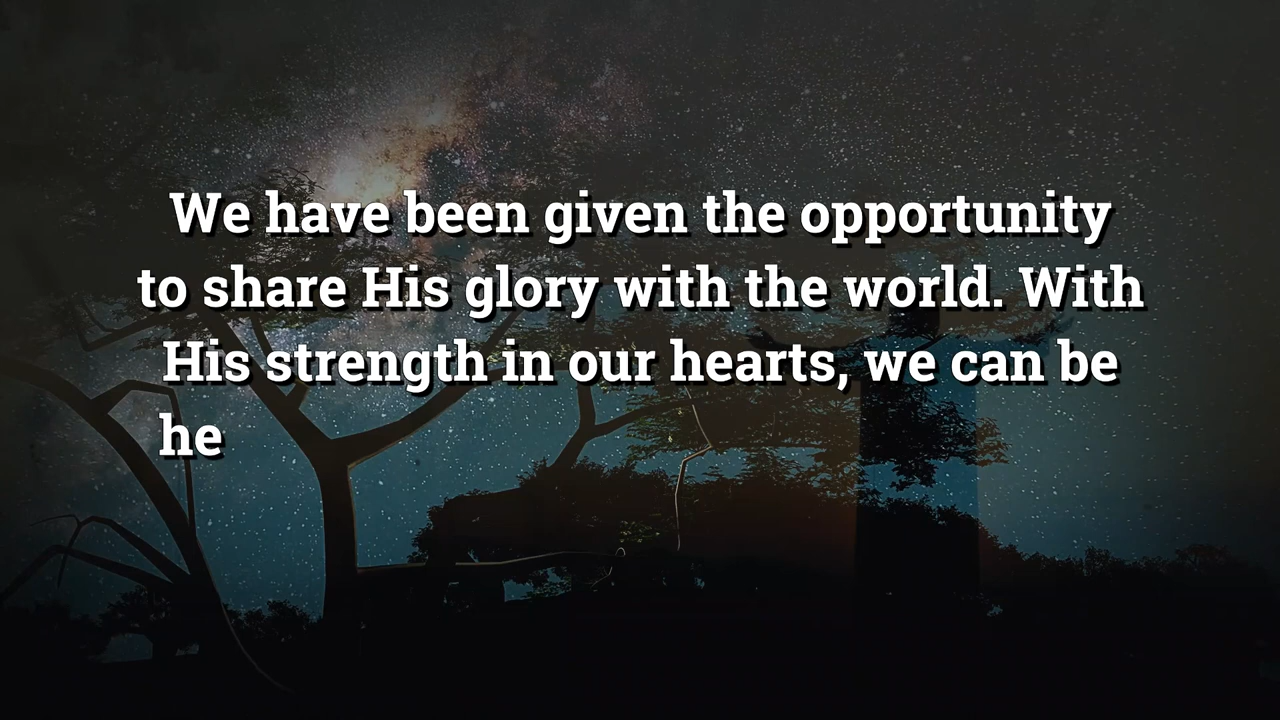 We have been given the opportunity
to share His glory with the world. With
His strength in our hearts, we can be
he